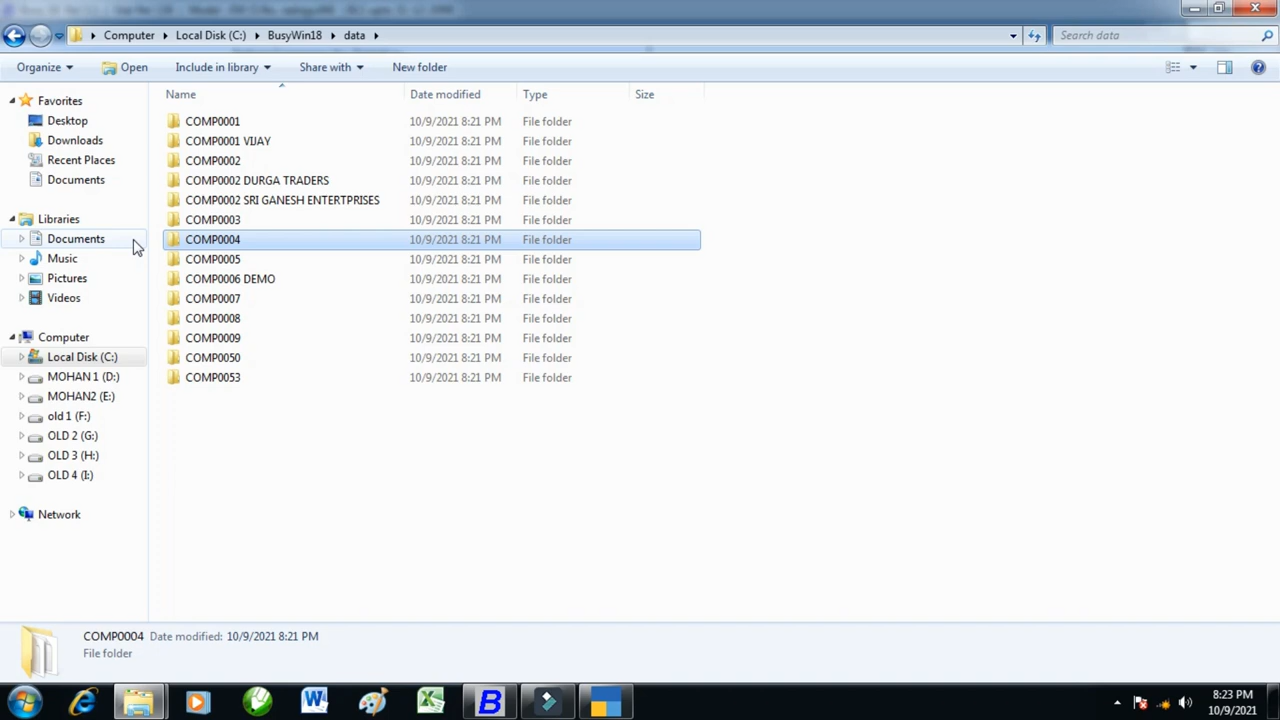 Computer ▸ Local Disk (C:) ▸ BusyWin18 ▸ data ▸
Search data
Organize Open Include in library Share with New folder
Name Date modified Type Size
Favorites
Desktop
Downloads
Recent Places
Documents
Libraries
Documents
Music
Pictures
Videos
Computer
Local Disk (C:)
MOHAN 1 (D:)
MOHAN2 (E:)
old 1 (F:)
OLD 2 (G:)
OLD 3 (H:)
OLD 4 (I:)
Network
COMP0001 10/9/2021 8:21 PM File folder
COMP0001 VIJAY 10/9/2021 8:21 PM File folder
COMP0002 10/9/2021 8:21 PM File folder
COMP0002 DURGA TRADERS 10/9/2021 8:21 PM File folder
COMP0002 SRI GANESH ENTERTPRISES 10/9/2021 8:21 PM File folder
COMP0003 10/9/2021 8:21 PM File folder
COMP0004 10/9/2021 8:21 PM File folder
COMP0005 10/9/2021 8:21 PM File folder
COMP0006 DEMO 10/9/2021 8:21 PM File folder
COMP0007 10/9/2021 8:21 PM File folder
COMP0008 10/9/2021 8:21 PM File folder
COMP0009 10/9/2021 8:21 PM File folder
COMP0050 10/9/2021 8:21 PM File folder
COMP0053 10/9/2021 8:21 PM File folder
COMP0004 Date modified: 10/9/2021 8:21 PM
File folder
8:23 PM
10/9/2021